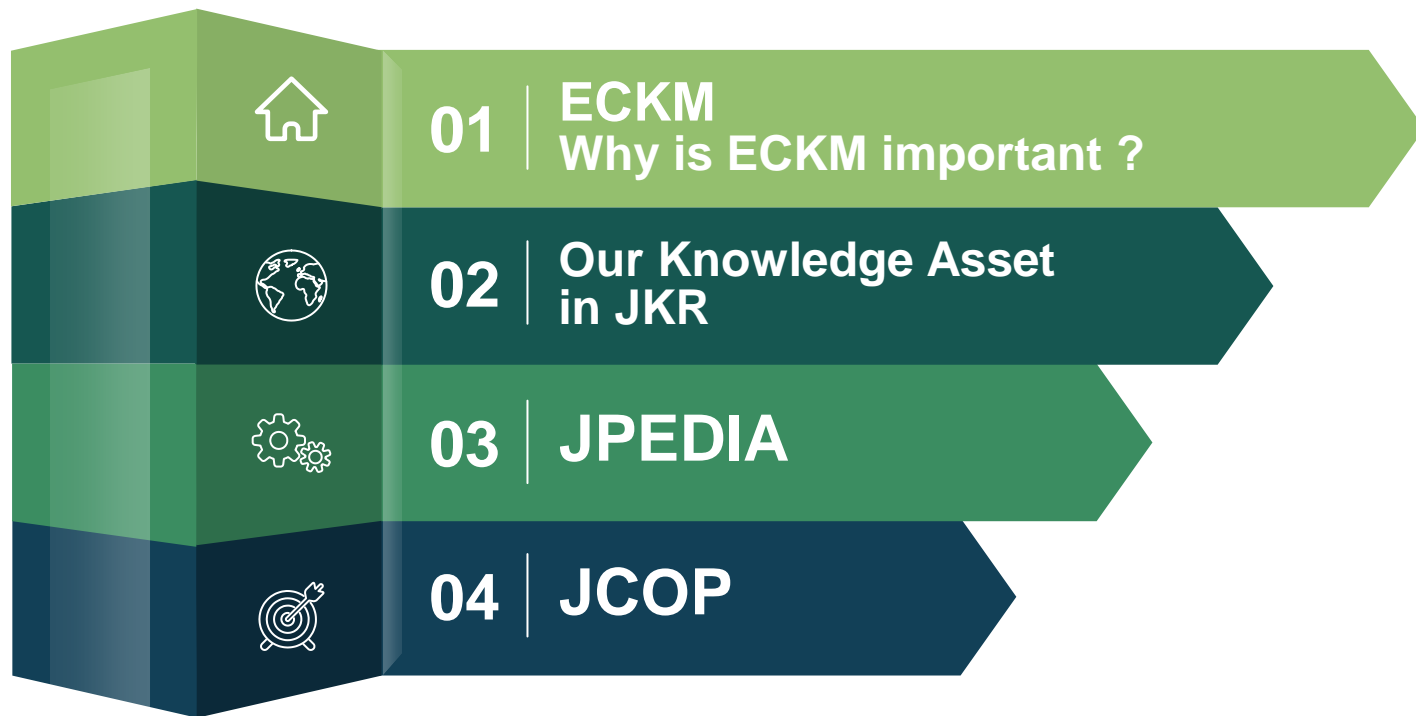 01
ECKM
Why is ECKM important ?
02
Our Knowledge Asset
in JKR
03
JPEDIA
04
JCOP